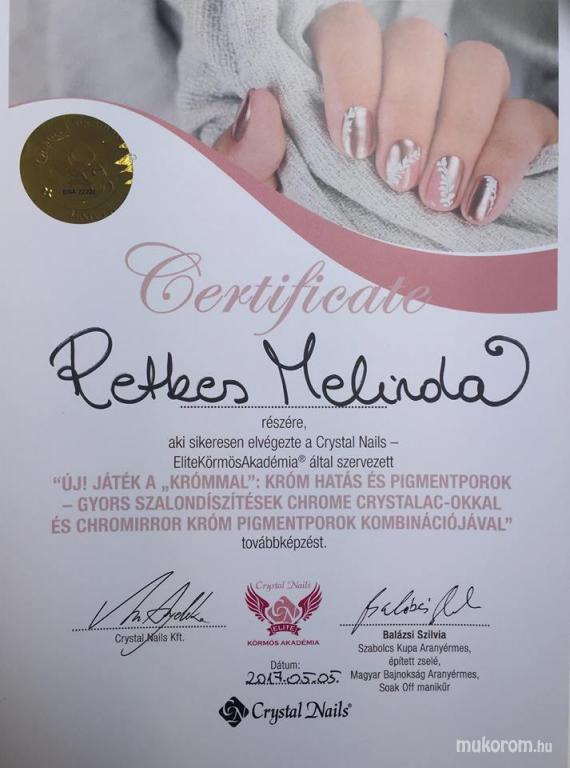 Certificate
Retkes Melinda
részére,
aki sikeresen elvégezte a Crystal Nails –
EliteKörmösAkadémia® által szervezett
“ÚJ! JÁTÉK A „KRÓMMAL”: KRÓM HATÁS ÉS PIGMENTPOROK
– GYORS SZALONDÍSZÍTÉSEK CHROME CRYSTALAC-OKKAL
ÉS CHROMIRROR KRÓM PIGMENTPOROK KOMBINÁCIÓJÁVAL”
továbbképzést.
Crystal Nails Kft.
Crystal Nails
CN
ELITE
KÖRMÖS AKADÉMIA
Balázsi Szilvia
Szabolcs Kupa Aranyérmes,
épített zselé,
Magyar Bajnokság Aranyérmes,
Soak Off manikűr
Dátum:
2017.05.05.
CN Crystal Nails®
mukorom.hu